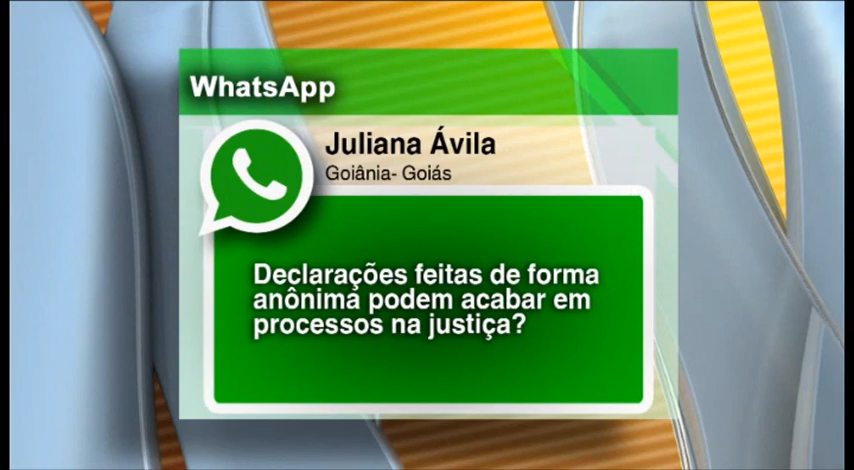 WhatsApp
Juliana Ávila
Goiânia- Goiás
Declarações feitas de forma
anônima podem acabar em
processos na justiça?